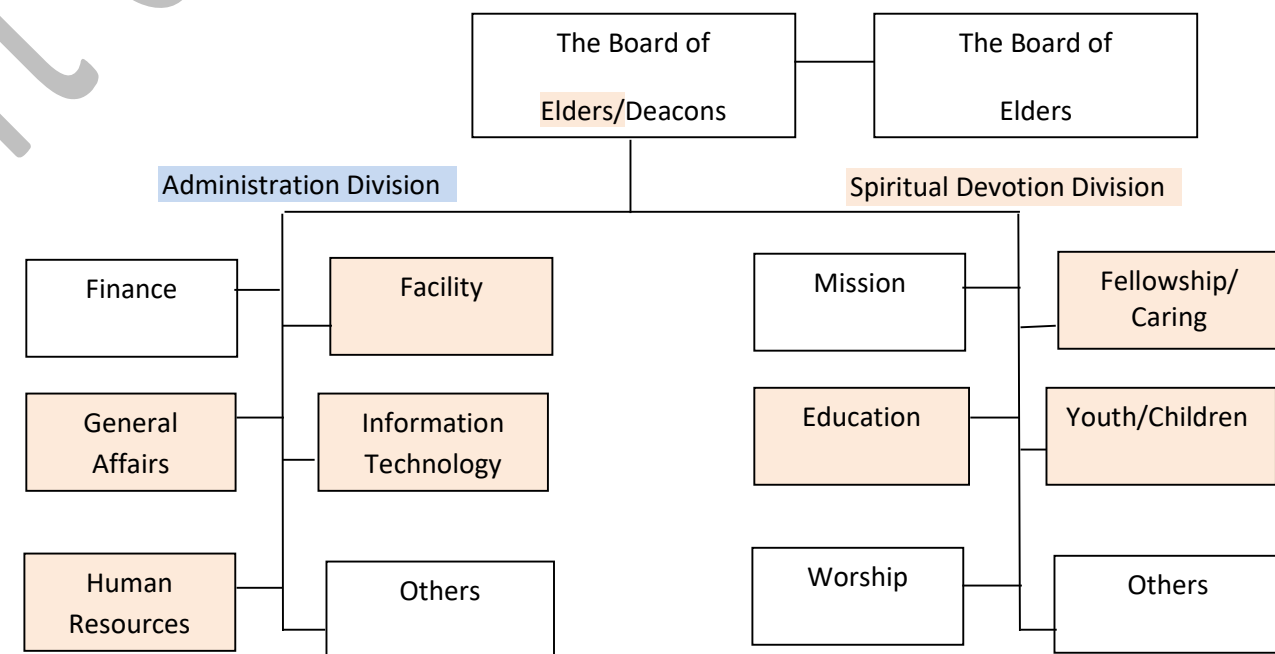 The Board of
Elders/Deacons
The Board of
Elders
Administration Division
Spiritual Devotion Division
Finance
Facility
Mission
Fellowship/
Caring
General
Affairs
Information
Technology
Education
Youth/Children
Human
Resources
Others
Worship
Others